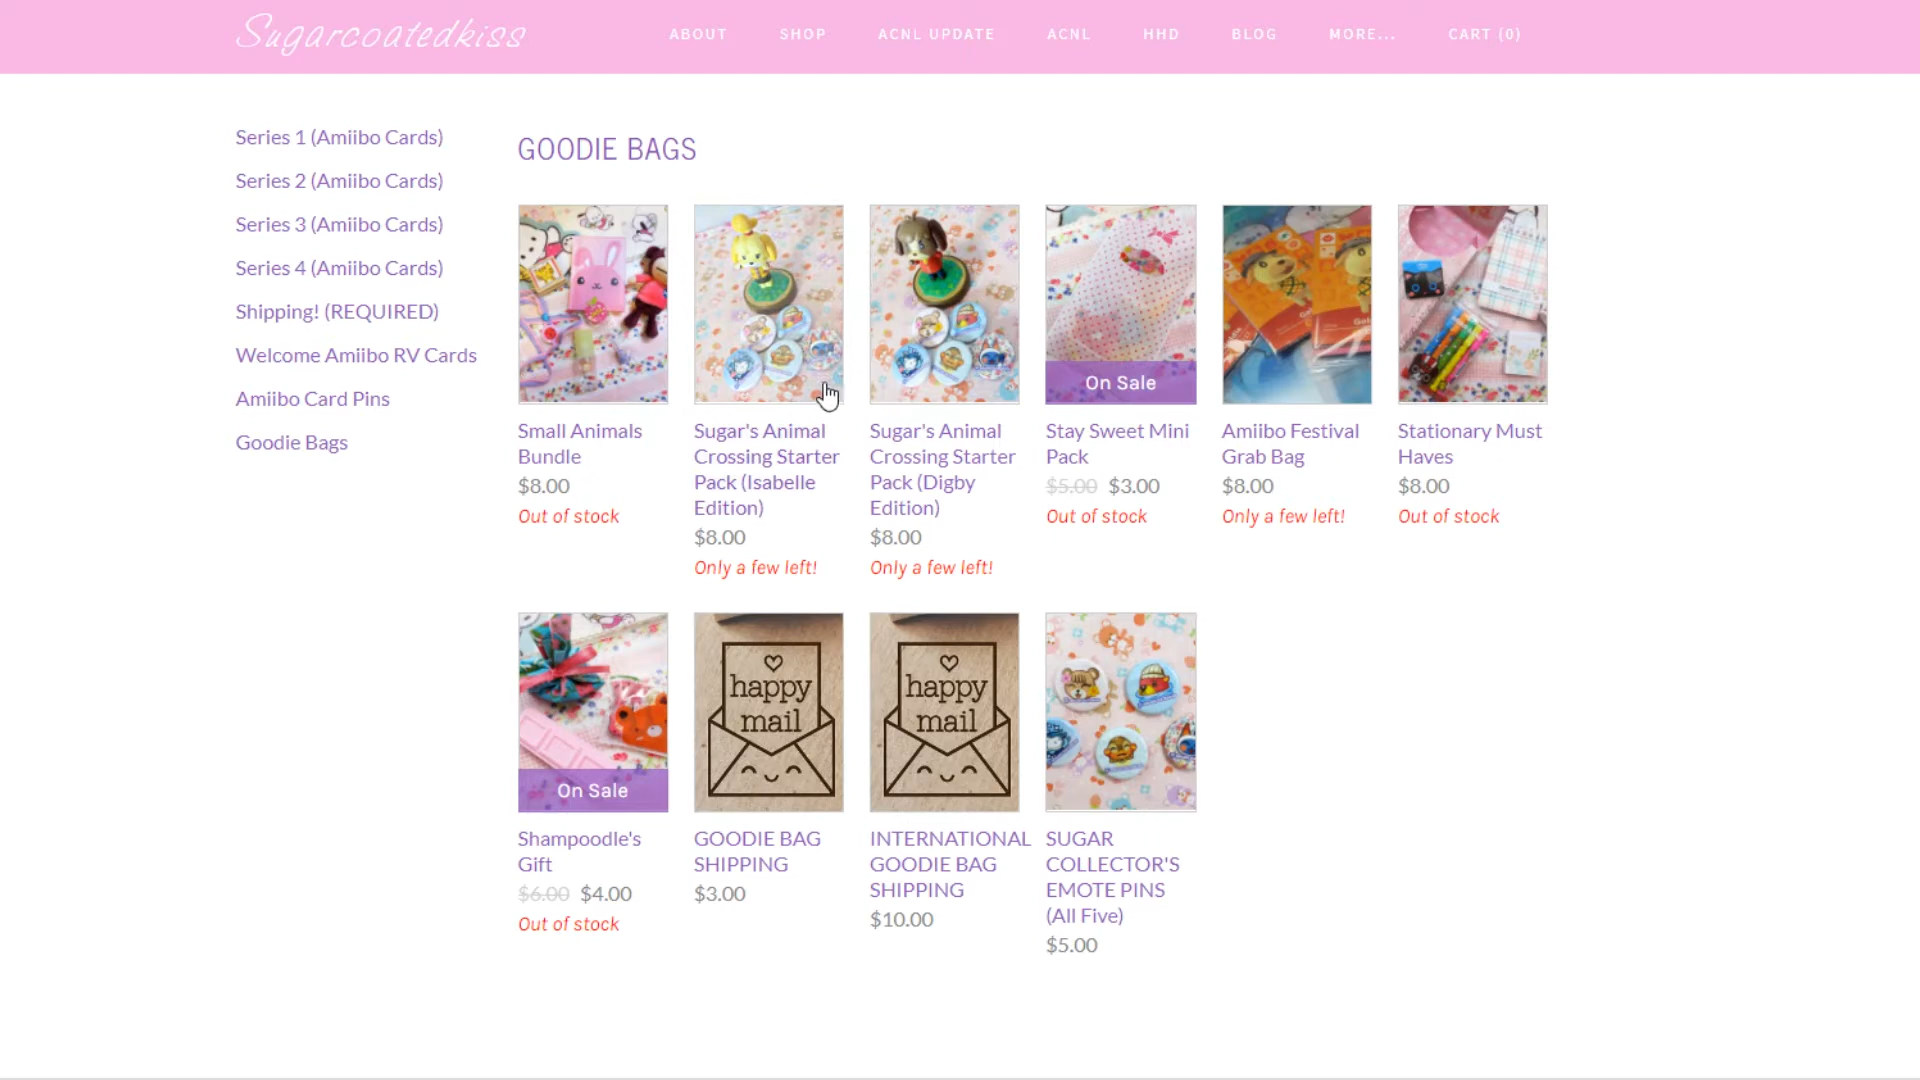 Sugarcoatedkiss
ABOUT
SHOP
ACNL UPDATE
ACNL
HHD
BLOG
MORE...
CART (0)
Series 1 (Amiibo Cards)
Series 2 (Amiibo Cards)
Series 3 (Amiibo Cards)
Series 4 (Amiibo Cards)
Shipping! (REQUIRED)
Welcome Amiibo RV Cards
Amiibo Card Pins
Goodie Bags
GOODIE BAGS
Small Animals
Bundle
$8.00
Out of stock
Sugar's Animal
Crossing Starter
Pack (Isabelle
Edition)
$8.00
Only a few left!
Sugar's Animal
Crossing Starter
Pack (Digby
Edition)
$8.00
Only a few left!
On Sale
Stay Sweet Mini
Pack
$5.00 $3.00
Out of stock
Amiibo Festival
Grab Bag
$8.00
Only a few left!
Stationary Must
Haves
$8.00
Out of stock
On Sale
Shampoodle's
Gift
$6.00 $4.00
Out of stock
happy
mail
GOODIE BAG
SHIPPING
$3.00
happy
mail
INTERNATIONAL
GOODIE BAG
SHIPPING
$10.00
SUGAR
COLLECTOR'S
EMOTE PINS
(All Five)
$5.00